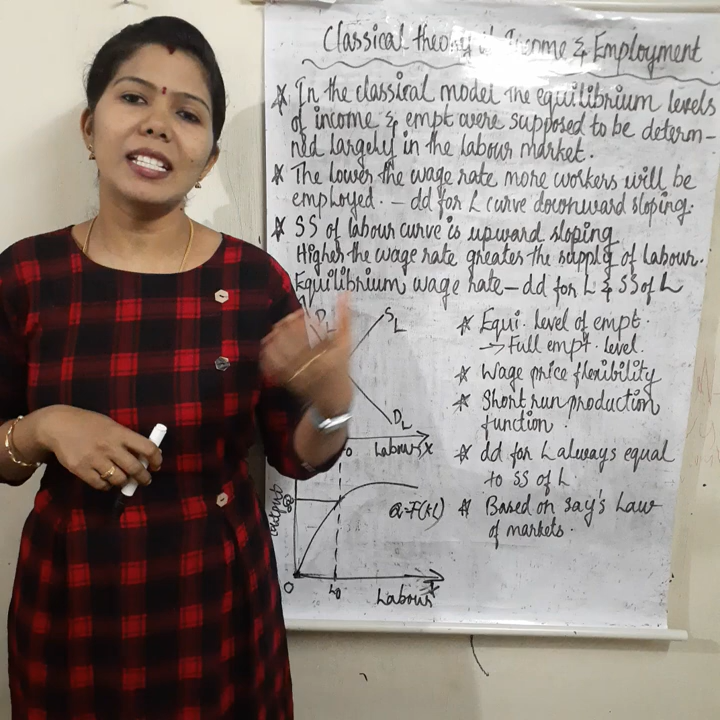 Classical theory of Income & Employment
* In the classical model the equilibrium levels
of income & empt were supposed to be determ-
ned largely in the labour market.
* The lower the wage rate more workers will be
employed. - dd for L curve downward sloping.
* SS of labour curve is upward sloping
Higher the wage rate greater the supply of labour.
Equilibrium wage rate - dd for L & SS of L
DL
SL
DL
Labour X
* Equi. level of empt.
→ Full empt. level.
* Wage price flexibility
* Short run production
function.
* dd for L always equal
to SS of L
* Based on Say's Law
of markets.
Output
Q0
Q=F(KL)
O
L0
Labour X